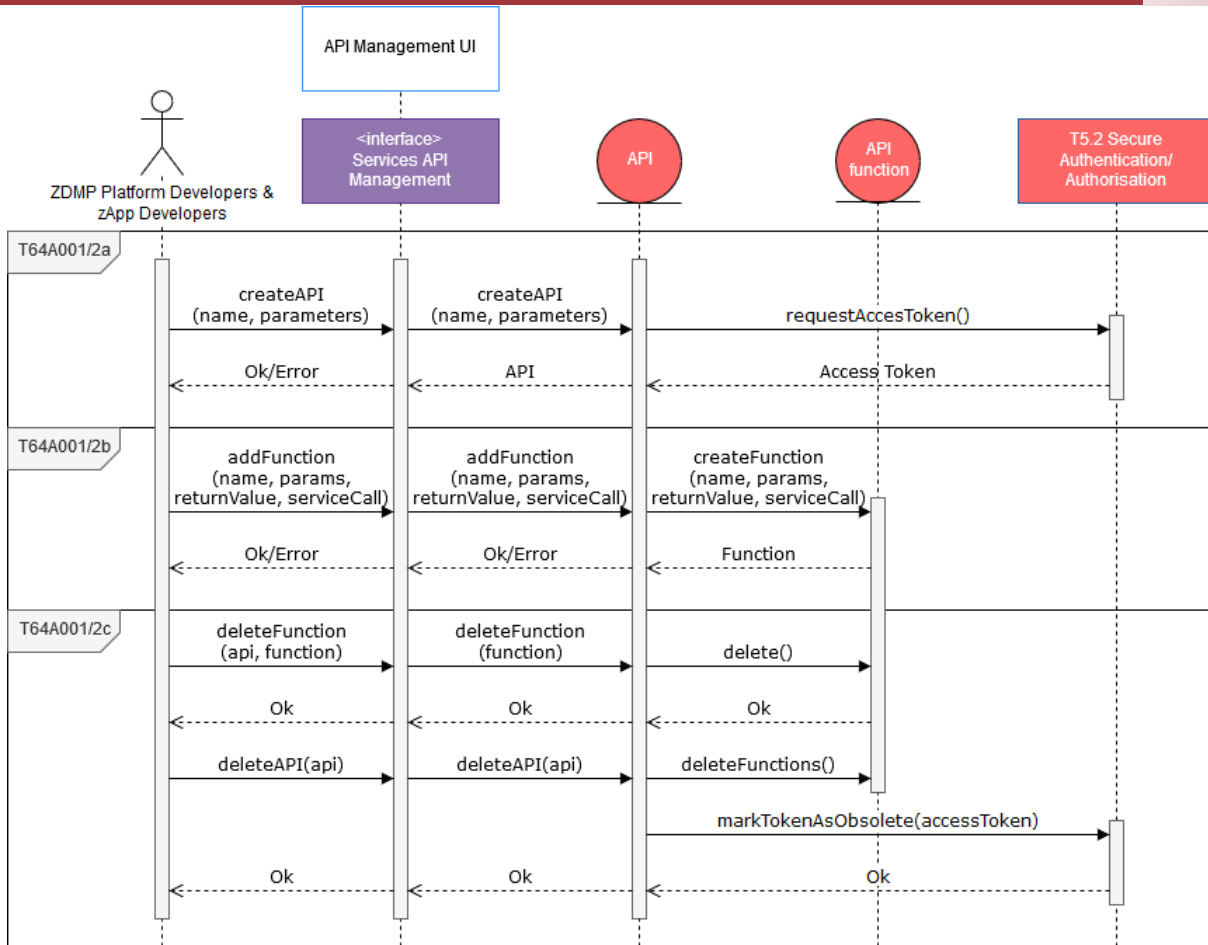 API Management UI
<interface>
Services API
Management
API
API
function
T5.2 Secure
Authentication/
Authorisation
ZDMP Platform Developers &
zApp Developers
T64A001/2a
createAPI
(name, parameters)
createAPI
(name, parameters)
requestAccesToken()
Ok/Error
API
Access Token
T64A001/2b
addFunction
(name, params,
returnValue, serviceCall)
addFunction
(name, params,
returnValue, serviceCall)
createFunction
(name, params,
returnValue, serviceCall)
Ok/Error
Ok/Error
Function
T64A001/2c
deleteFunction
(api, function)
deleteFunction
(function)
delete()
Ok
Ok
Ok
deleteAPI(api)
deleteAPI(api)
deleteFunctions()
markTokenAsObsolete(accessToken)
Ok
Ok
Ok